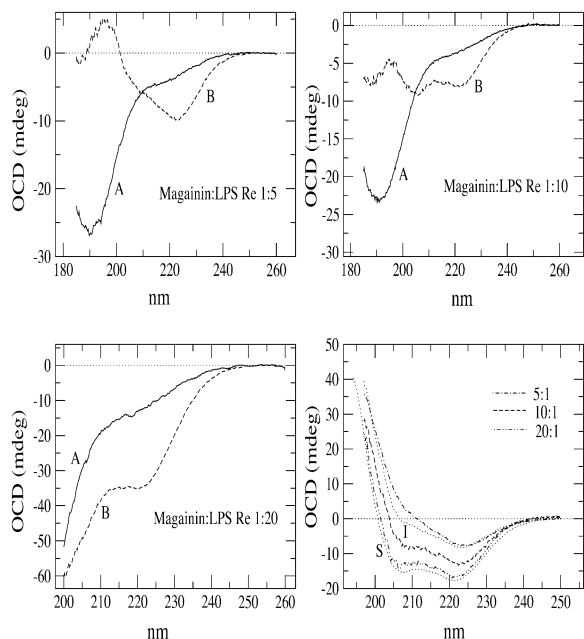 0
-10
-20
-30
OCD (mdeg)
A
B
Magainin:LPS Re 1:5
180 200 220 240 260
nm
10
5
0
-5
-10
-15
-20
-25
-30
OCD (mdeg)
A
B
Magainin:LPS Re 1:10
180 200 220 240 260
nm
0
-10
-20
-30
-40
-50
-60
OCD (mdeg)
A
B
Magainin:LPS Re 1:20
200 210 220 230 240 250 260
nm
50
40
30
20
10
0
-10
-20
OCD (mdeg)
5:1
10:1
20:1
I
S
200 210 220 230 240 250
nm